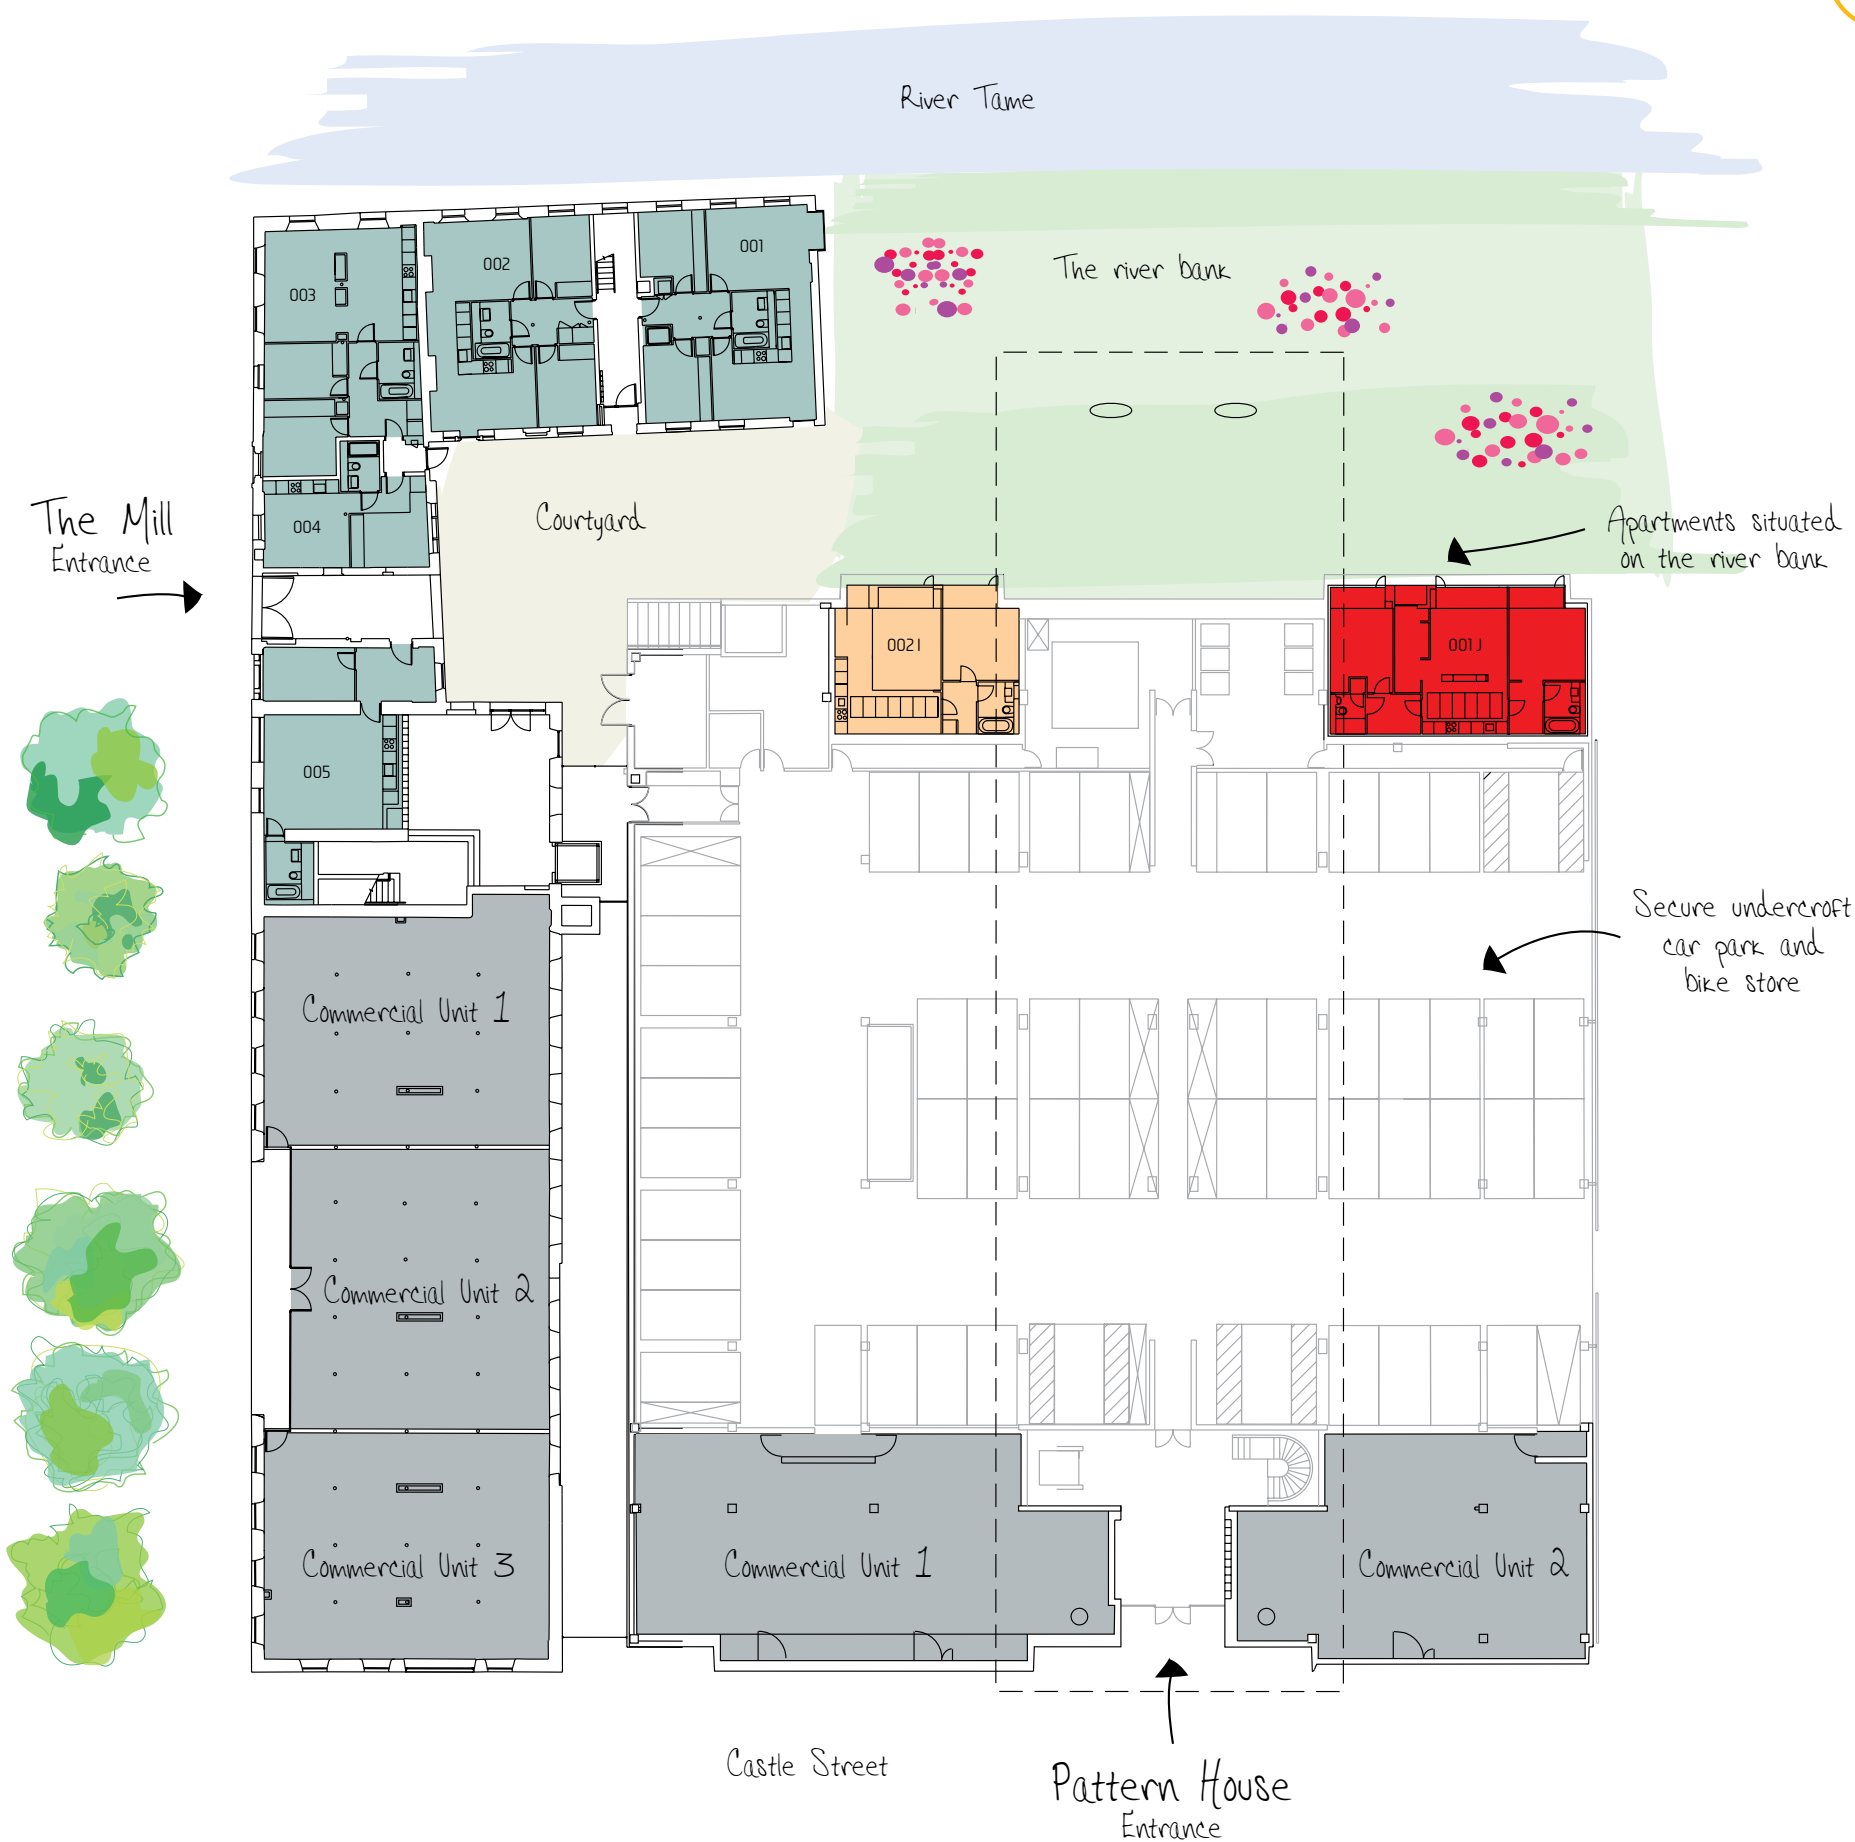 River Tame
001
002
The river bank
003
The Mill
Entrance
004
Courtyard
Apartments situated
on the river bank
002 I
001 J
005
Secure undercroft
car park and
bike store
Commercial Unit 1
Commercial Unit 2
Commercial Unit 3
Commercial Unit 1
Commercial Unit 2
Castle Street
Pattern House
Entrance